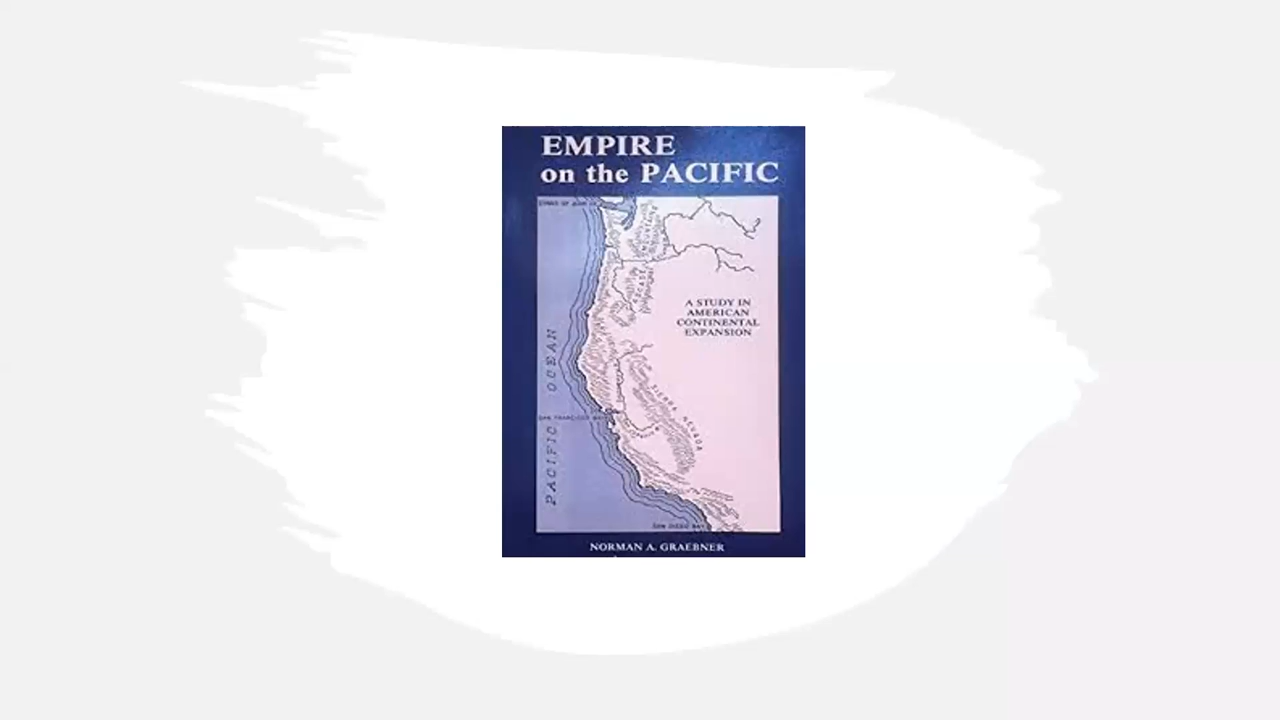 EMPIRE
on the PACIFIC
A STUDY IN
AMERICAN
CONTINENTAL
EXPANSION
PACIFIC OCEAN
SIERRA NEVADA
SAN FRANCISCO BAY
SAN DIEGO BAY
NORMAN A. GRAEBNER